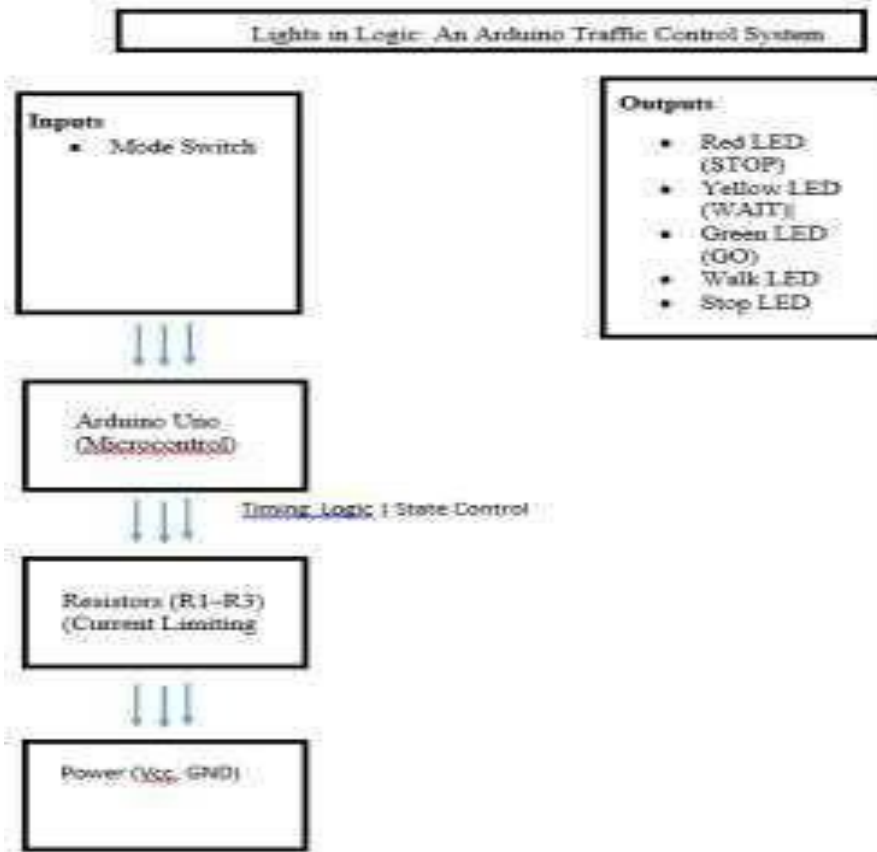 Lights in Logic: An Arduino Traffic Control System
Inputs
• Mode Switch
Outputs
• Red LED
(STOP)
• Yellow LED
(WAIT)
• Green LED
(GO)
• Walk LED
• Stop LED
Arduino Uno
(Microcontrol)
Timing Logic | State Control
Resistors (R1–R3)
(Current Limiting
Power (Vcc, GND)